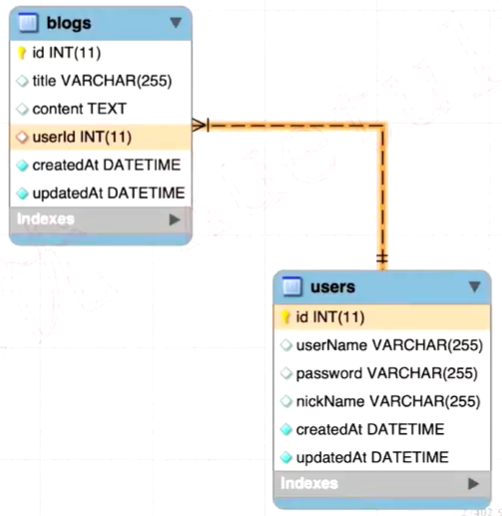 blogs
id INT(11)
title VARCHAR(255)
content TEXT
userId INT(11)
createdAt DATETIME
updatedAt DATETIME
Indexes
users
id INT(11)
userName VARCHAR(255)
password VARCHAR(255)
nickName VARCHAR(255)
createdAt DATETIME
updatedAt DATETIME
Indexes